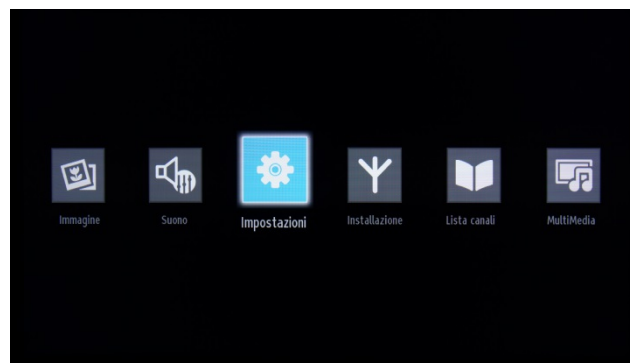 Immagine
Suono
Impostazioni
Installazione
Lista canali
MultiMedia